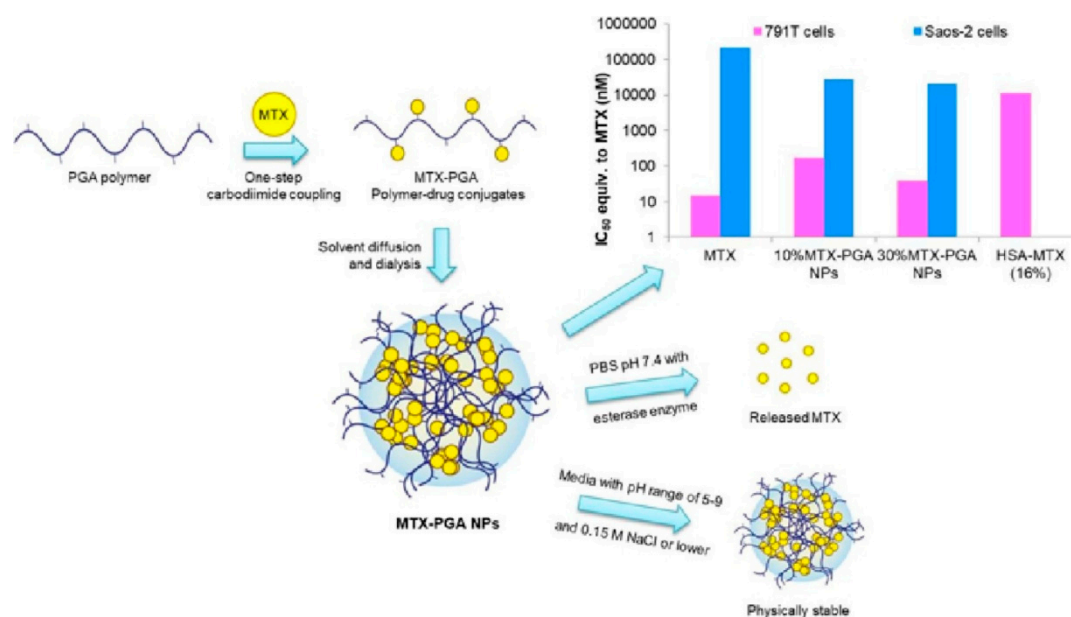 MTX
PGA polymer
One-step
carbodiimide coupling
MTX-PGA
Polymer-drug conjugates
Solvent diffusion
and dialysis
MTX-PGA NPs
791T cells
Saos-2 cells
IC50 equiv. to MTX (nM)
1000000
100000
10000
1000
100
10
1
MTX
10%MTX-PGA
NPs
30%MTX-PGA
NPs
HSA-MTX
(16%)
PBS pH 7.4 with
esterase enzyme
Released MTX
Media with pH range of 5-9
and 0.15 M NaCl or lower
Physically stable